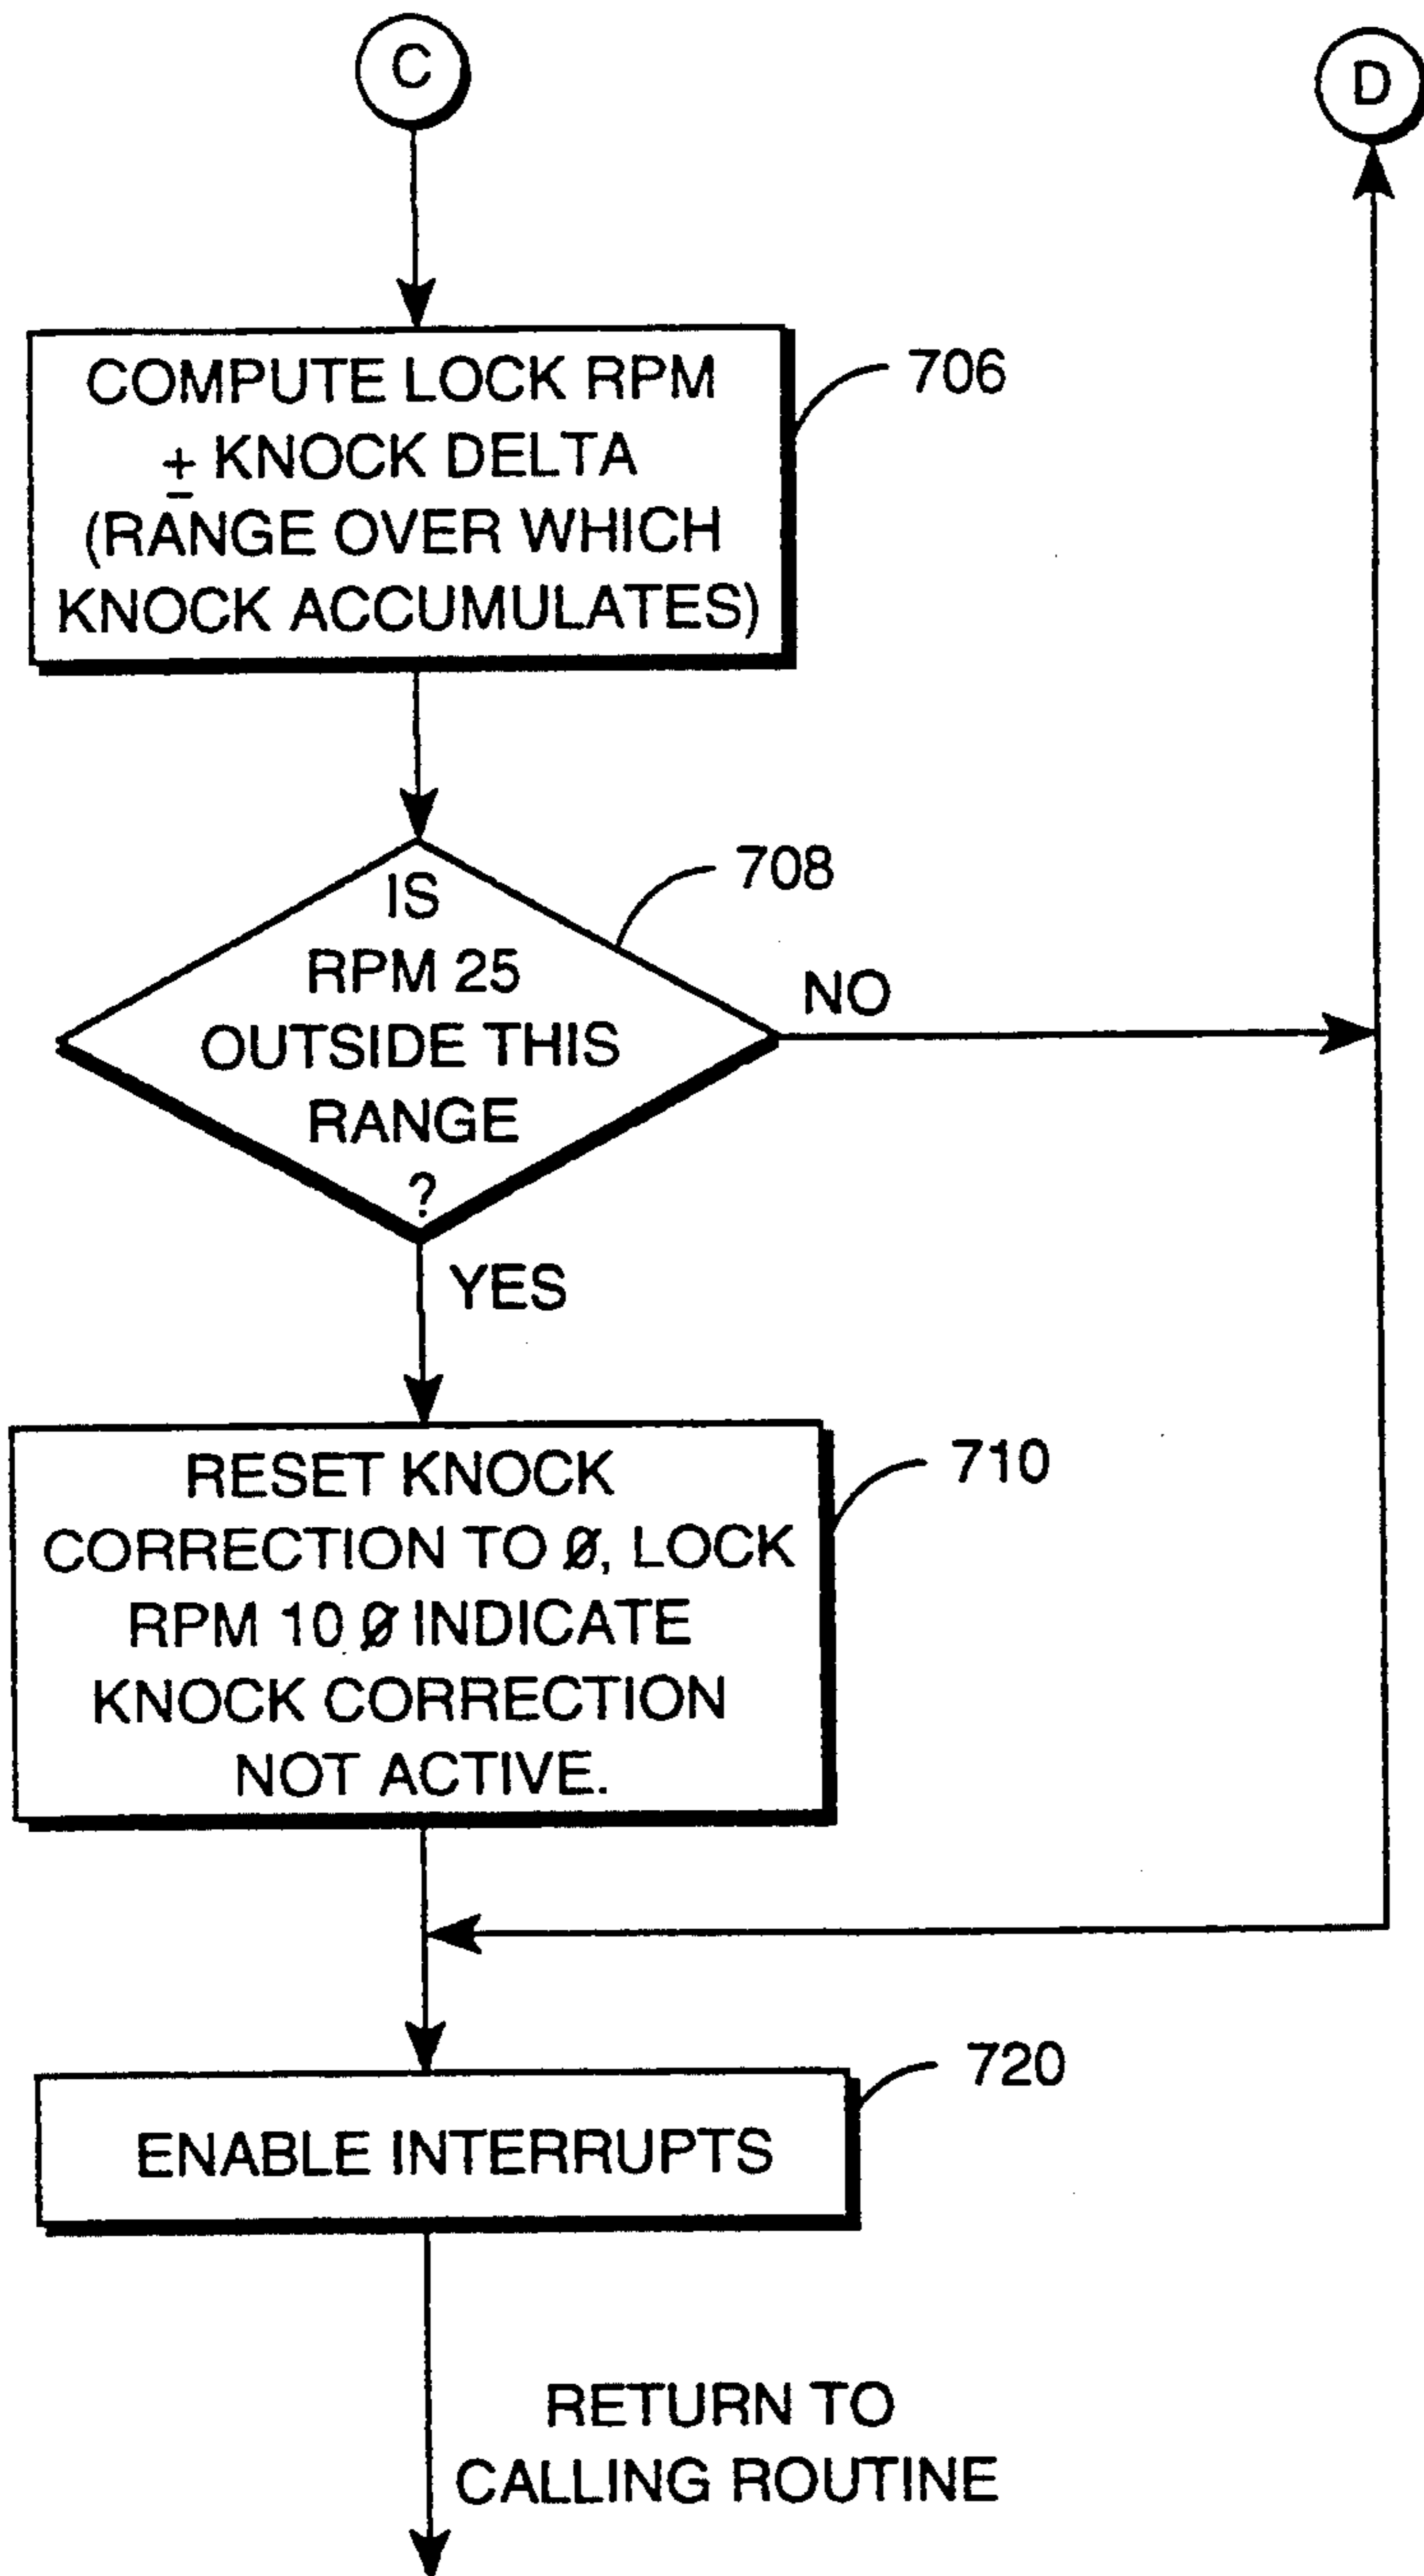 C
D
COMPUTE LOCK RPM
± KNOCK DELTA
(RANGE OVER WHICH
KNOCK ACCUMULATES)
706
IS
RPM 25
OUTSIDE THIS
RANGE
?
708
NO
YES
RESET KNOCK
CORRECTION TO Ø, LOCK
RPM 10 Ø INDICATE
KNOCK CORRECTION
NOT ACTIVE.
710
ENABLE INTERRUPTS
720
RETURN TO
CALLING ROUTINE